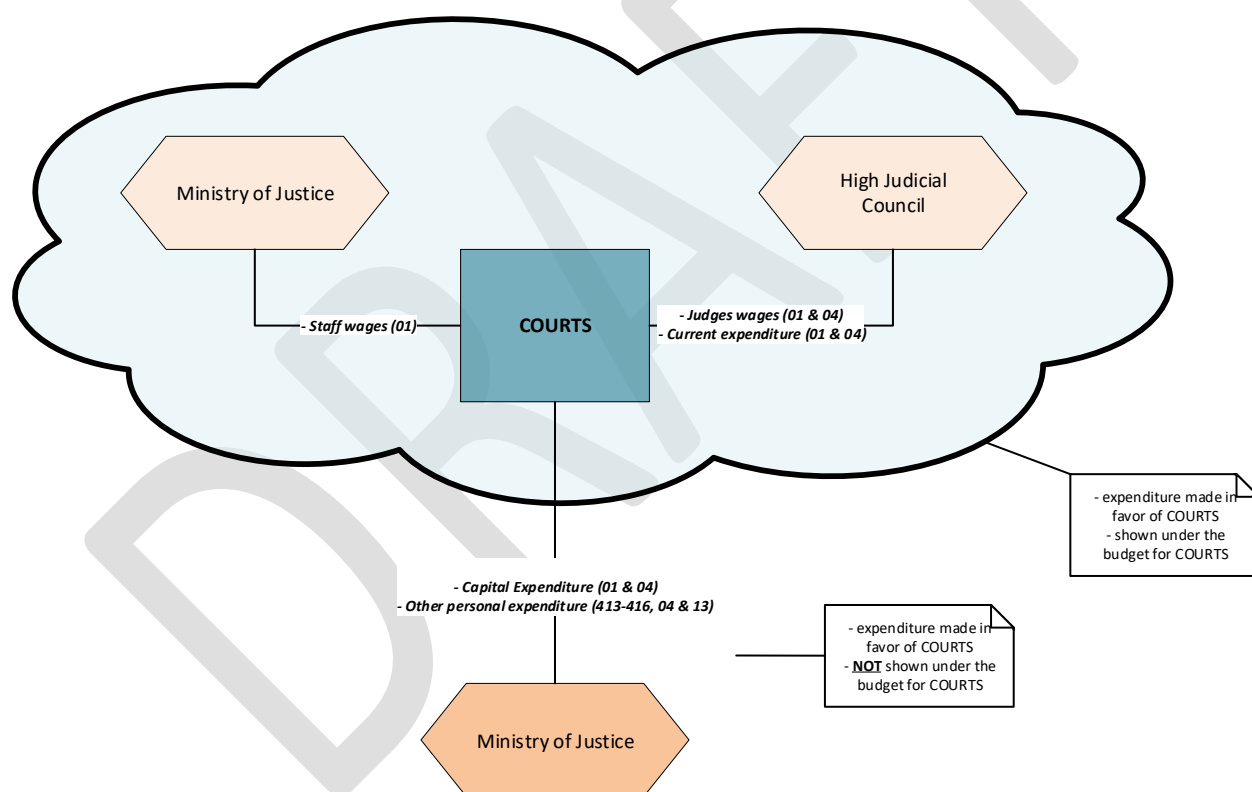 Ministry of Justice
High Judicial
Council
- Staff wages (01)
COURTS
- Judges wages (01 & 04)
- Current expenditure (01 & 04)
- expenditure made in
favor of COURTS
- shown under the
budget for COURTS
- Capital Expenditure (01 & 04)
- Other personal expenditure (413-416, 04 & 13)
- expenditure made in
favor of COURTS
- NOT shown under the
budget for COURTS
Ministry of Justice
DRAFT